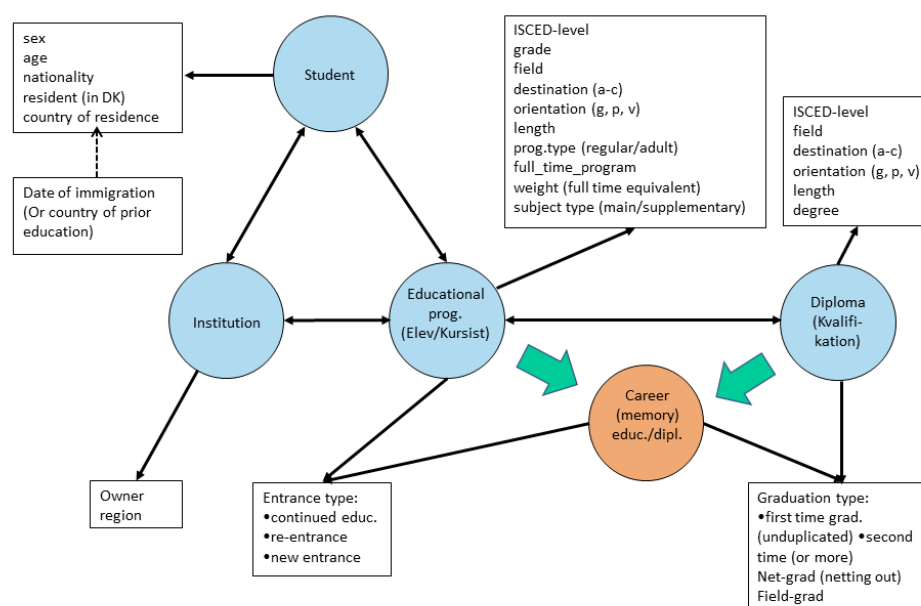 sex
age
nationality
resident (in DK)
country of residence
Date of immigration
(Or country of prior
education)
Student
ISCED-level
grade
field
destination (a-c)
orientation (g, p, v)
length
prog.type (regular/adult)
full_time_program
weight (full time equivalent)
subject type (main/supplementary)
ISCED-level
field
destination (a-c)
orientation (g, p, v)
length
degree
Institution
Educational
prog.
(Elev/Kursist)
Diploma
(Kvalifi-
kation)
Career
(memory)
educ./dipl.
Owner
region
Entrance type:
•continued educ.
•re-entrance
•new entrance
Graduation type:
•first time grad.
(unduplicated) •second
time (or more)
Net-grad (netting out)
Field-grad